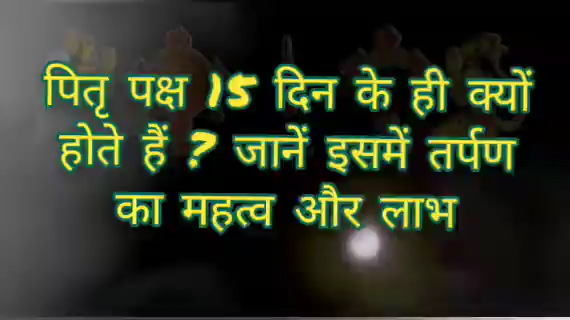 पितृ पक्ष 15 दिन के ही क्यों
होते हैं ? जानें इसमें तर्पण
का महत्व और लाभ